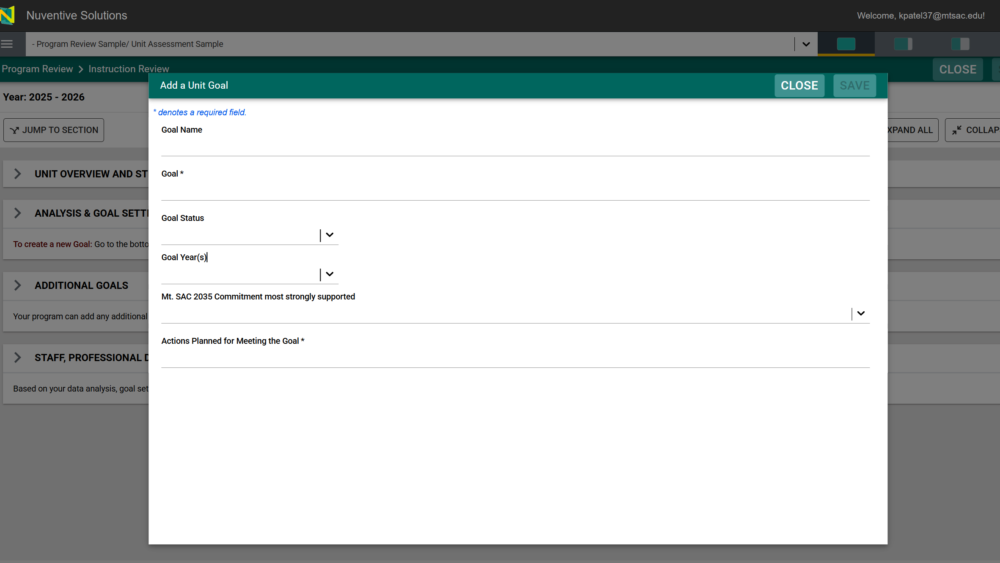 Nuventive Solutions
Welcome, kpatel37@mtsac.edu!
- Program Review Sample/ Unit Assessment Sample
Program Review > Instruction Review
CLOSE
Add a Unit Goal
CLOSE
SAVE
Year: 2025 - 2026
* denotes a required field.
JUMP TO SECTION
Goal Name
XPAND ALL
COLLAP
UNIT OVERVIEW AND ST
Goal *
ANALYSIS & GOAL SETTI
Goal Status
To create a new Goal: Go to the botto
Goal Year(s)
ADDITIONAL GOALS
Mt. SAC 2035 Commitment most strongly supported
Your program can add any additional
Actions Planned for Meeting the Goal *
STAFF, PROFESSIONAL D
Based on your data analysis, goal set